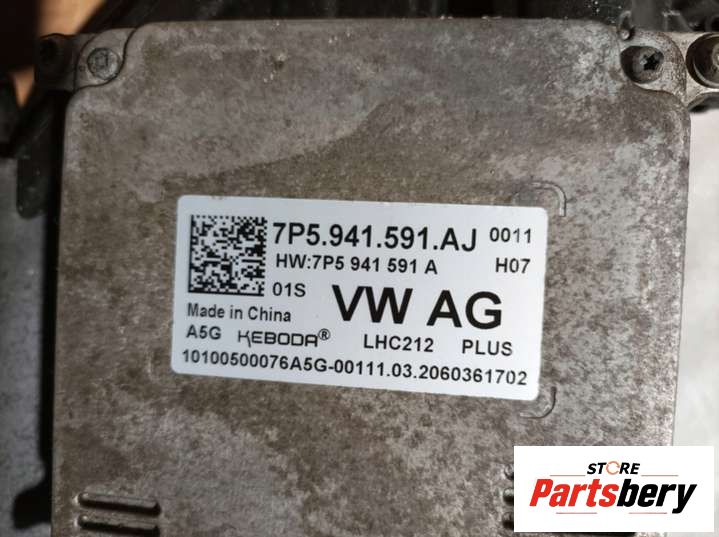 7P5.941.591.AJ 0011
HW:7P5 941 591 A H07
01S VW AG
Made in China
A5G KEBODA® LHC212 PLUS
10100500076A5G-00111.03.2060361702
STORE
Partsbery